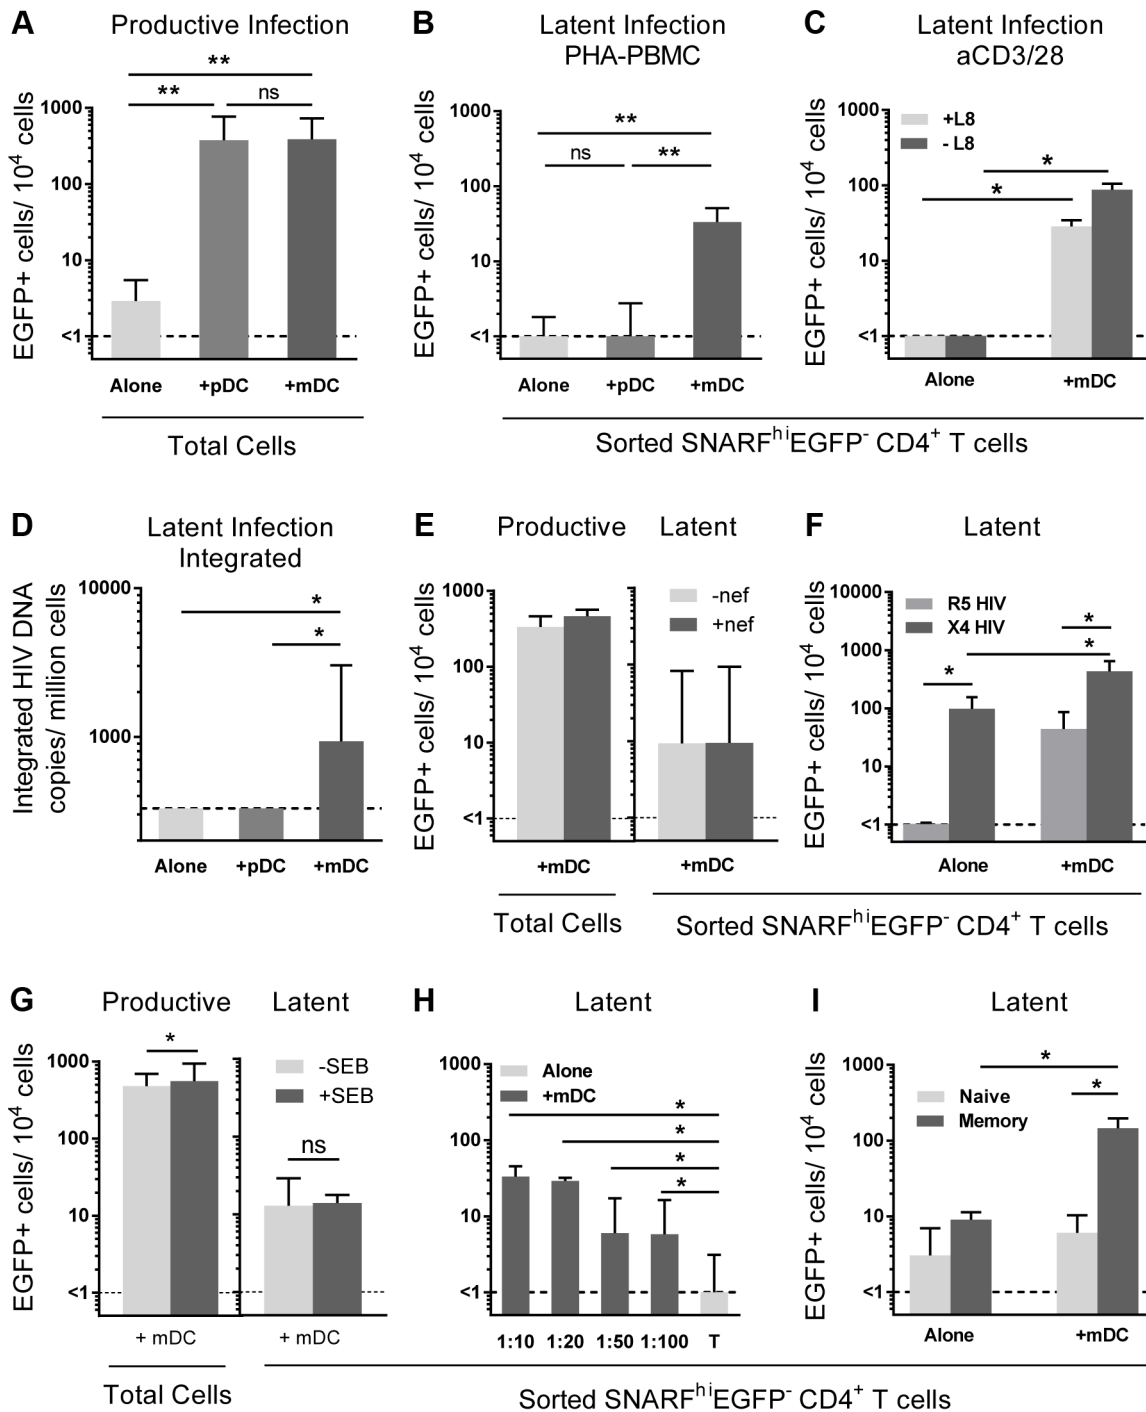 A
Productive Infection
**
**
ns
EGFP+ cells/ 10⁴ cells
1000
100
10
<1
Alone
+pDC
+mDC
Total Cells
B
Latent Infection
PHA-PBMC
**
ns
**
EGFP+ cells/ 10⁴ cells
1000
100
10
<1
Alone
+pDC
+mDC
C
Latent Infection
aCD3/28
+L8
- L8
*
*
EGFP+ cells/ 10⁴ cells
1000
100
10
<1
Alone
+mDC
Sorted SNARFʰⁱEGFP⁻ CD4⁺ T cells
D
Latent Infection
Integrated
*
*
Integrated HIV DNA
copies/ million cells
10000
1000
Alone
+pDC
+mDC
E
Productive
Latent
-nef
+nef
EGFP+ cells/ 10⁴ cells
1000
100
10
<1
+mDC
+mDC
Total Cells
F
Latent
R5 HIV
X4 HIV
*
*
*
EGFP+ cells/ 10⁴ cells
10000
1000
100
10
<1
Alone
+mDC
Sorted SNARFʰⁱEGFP⁻ CD4⁺ T cells
G
Productive
Latent
*
-SEB
+SEB
ns
EGFP+ cells/ 10⁴ cells
1000
100
10
<1
+ mDC
+ mDC
Total Cells
H
Latent
Alone
+mDC
*
*
*
*
EGFP+ cells/ 10⁴ cells
1000
100
10
<1
1:10
1:20
1:50
1:100
T
I
Latent
Naive
Memory
*
*
EGFP+ cells/ 10⁴ cells
1000
100
10
<1
Alone
+mDC
Sorted SNARFʰⁱEGFP⁻ CD4⁺ T cells